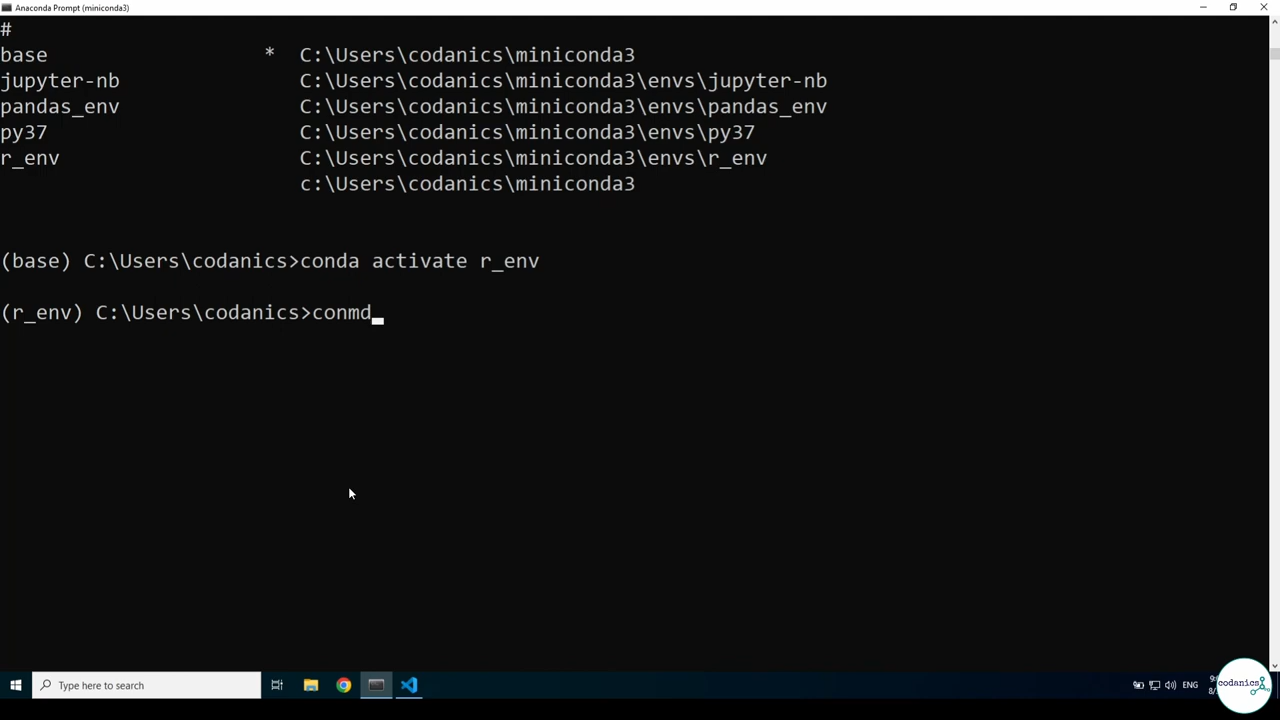 Anaconda Prompt (miniconda3)
#
base * C:\Users\codanics\miniconda3
jupyter-nb C:\Users\codanics\miniconda3\envs\jupyter-nb
pandas_env C:\Users\codanics\miniconda3\envs\pandas_env
py37 C:\Users\codanics\miniconda3\envs\py37
r_env C:\Users\codanics\miniconda3\envs\r_env
c:\Users\codanics\miniconda3
(base) C:\Users\codanics>conda activate r_env
(r_env) C:\Users\codanics>conmd
Type here to search
ENG
codanics